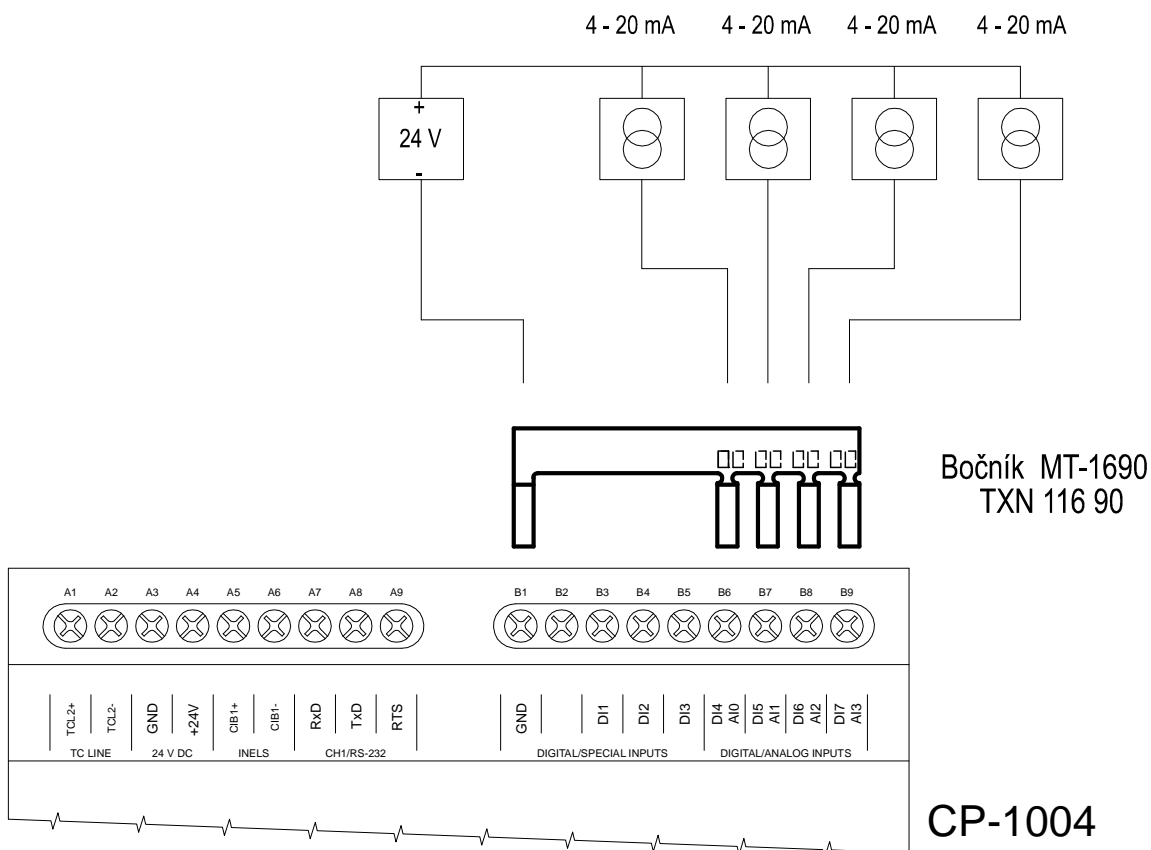 4 - 20 mA 4 - 20 mA 4 - 20 mA 4 - 20 mA
+
24 V
-
Bočník MT-1690
TXN 116 90
A1 A2 A3 A4 A5 A6 A7 A8 A9 B1 B2 B3 B4 B5 B6 B7 B8 B9
TCL2+ TCL2- GND +24V CIB1+ CIB1- RxD TxD RTS GND DI1 DI2 DI3 DI4 AI0 DI5 AI1 DI6 AI2 DI7 AI3
TC LINE 24 V DC INELS CH1/RS-232 DIGITAL/SPECIAL INPUTS DIGITAL/ANALOG INPUTS
CP-1004